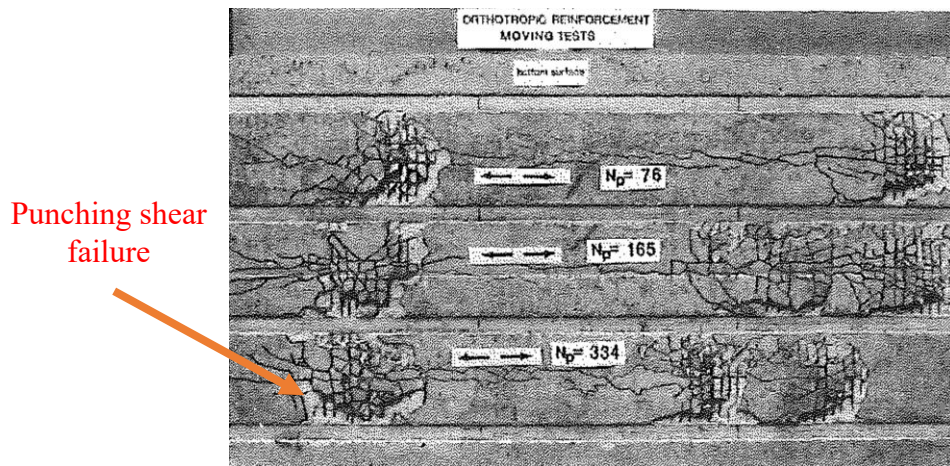 ORTHOTROPIC REINFORCEMENT
MOVING TESTS
bottom surface
Np= 76
Punching shear
failure
Np= 165
Np= 334